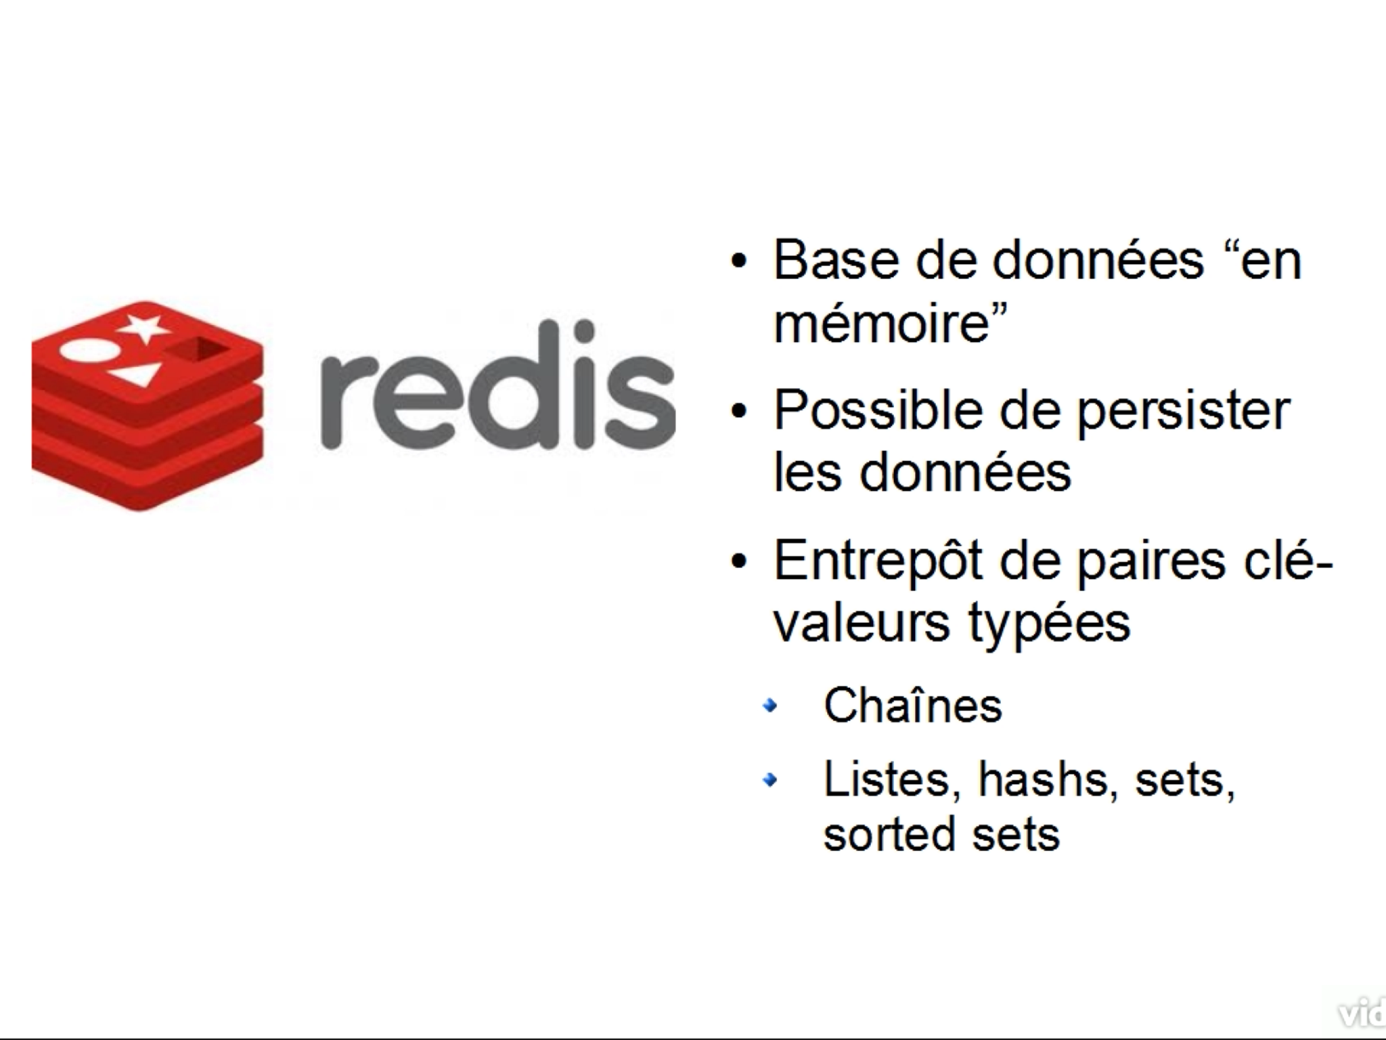 redis
• Base de données “en
mémoire”
• Possible de persister
les données
• Entrepôt de paires clé-
valeurs typées
Chaînes
Listes, hashs, sets,
sorted sets
vid